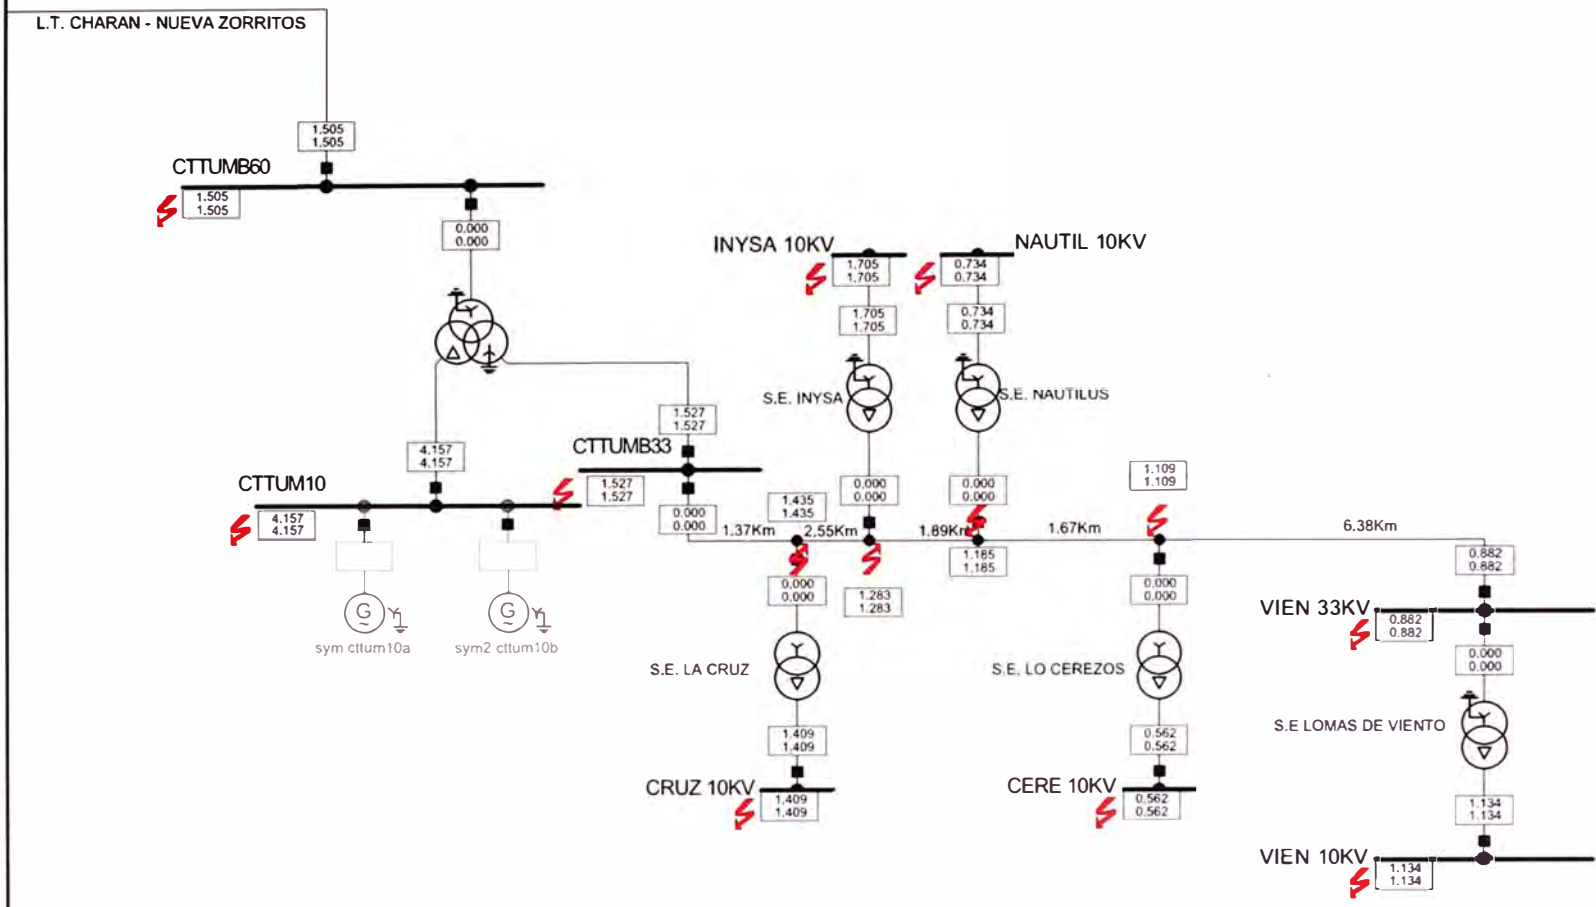 L.T. CHARAN - NUEVA ZORRITOS
1.505
1.505
CTTUMB60
1.505
1.505
0.000
0.000
INYSA 10KV
1.705
1.705
NAUTIL 10KV
0.734
0.734
1.705
1.705
0.734
0.734
S.E. INYSA
S.E. NAUTILUS
1.527
1.527
CTTUMB33
1.527
1.527
4.157
4.157
CTTUM10
4.157
4.157
0.000
0.000
1.435
1.435
0.000
0.000
0.000
0.000
1.109
1.109
1.37Km
2.55Km
1.89Km
1.67Km
6.38Km
1.185
1.185
0.882
0.882
0.000
0.000
1.283
1.283
0.000
0.000
VIEN 33KV
0.882
0.882
G
~
G
~
sym cttum10a
sym2 cttum10b
S.E. LA CRUZ
S.E. LO CEREZOS
0.000
0.000
S.E LOMAS DE VIENTO
1.409
1.409
0.562
0.562
CRUZ 10KV
1.409
1.409
CERE 10KV
0.562
0.562
1.134
1.134
VIEN 10KV
1.134
1.134